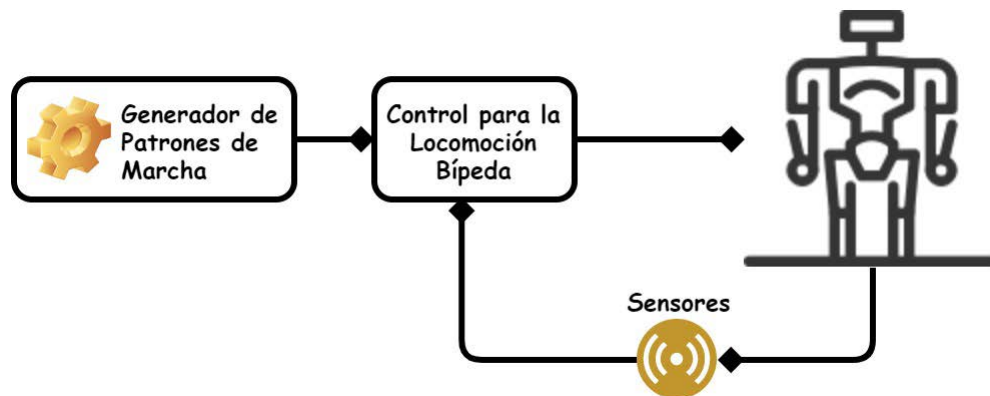 Generador de
Patrones de
Marcha
Control para la
Locomoción
Bípeda
Sensores